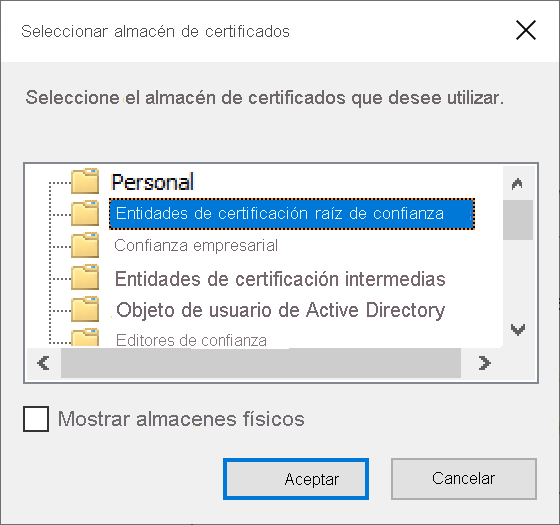 Seleccionar almacén de certificados
Seleccione el almacén de certificados que desee utilizar.
Personal
Entidades de certificación raíz de confianza
Confianza empresarial
Entidades de certificación intermedias
Objeto de usuario de Active Directory
Editores de confianza
Mostrar almacenes físicos
Aceptar
Cancelar